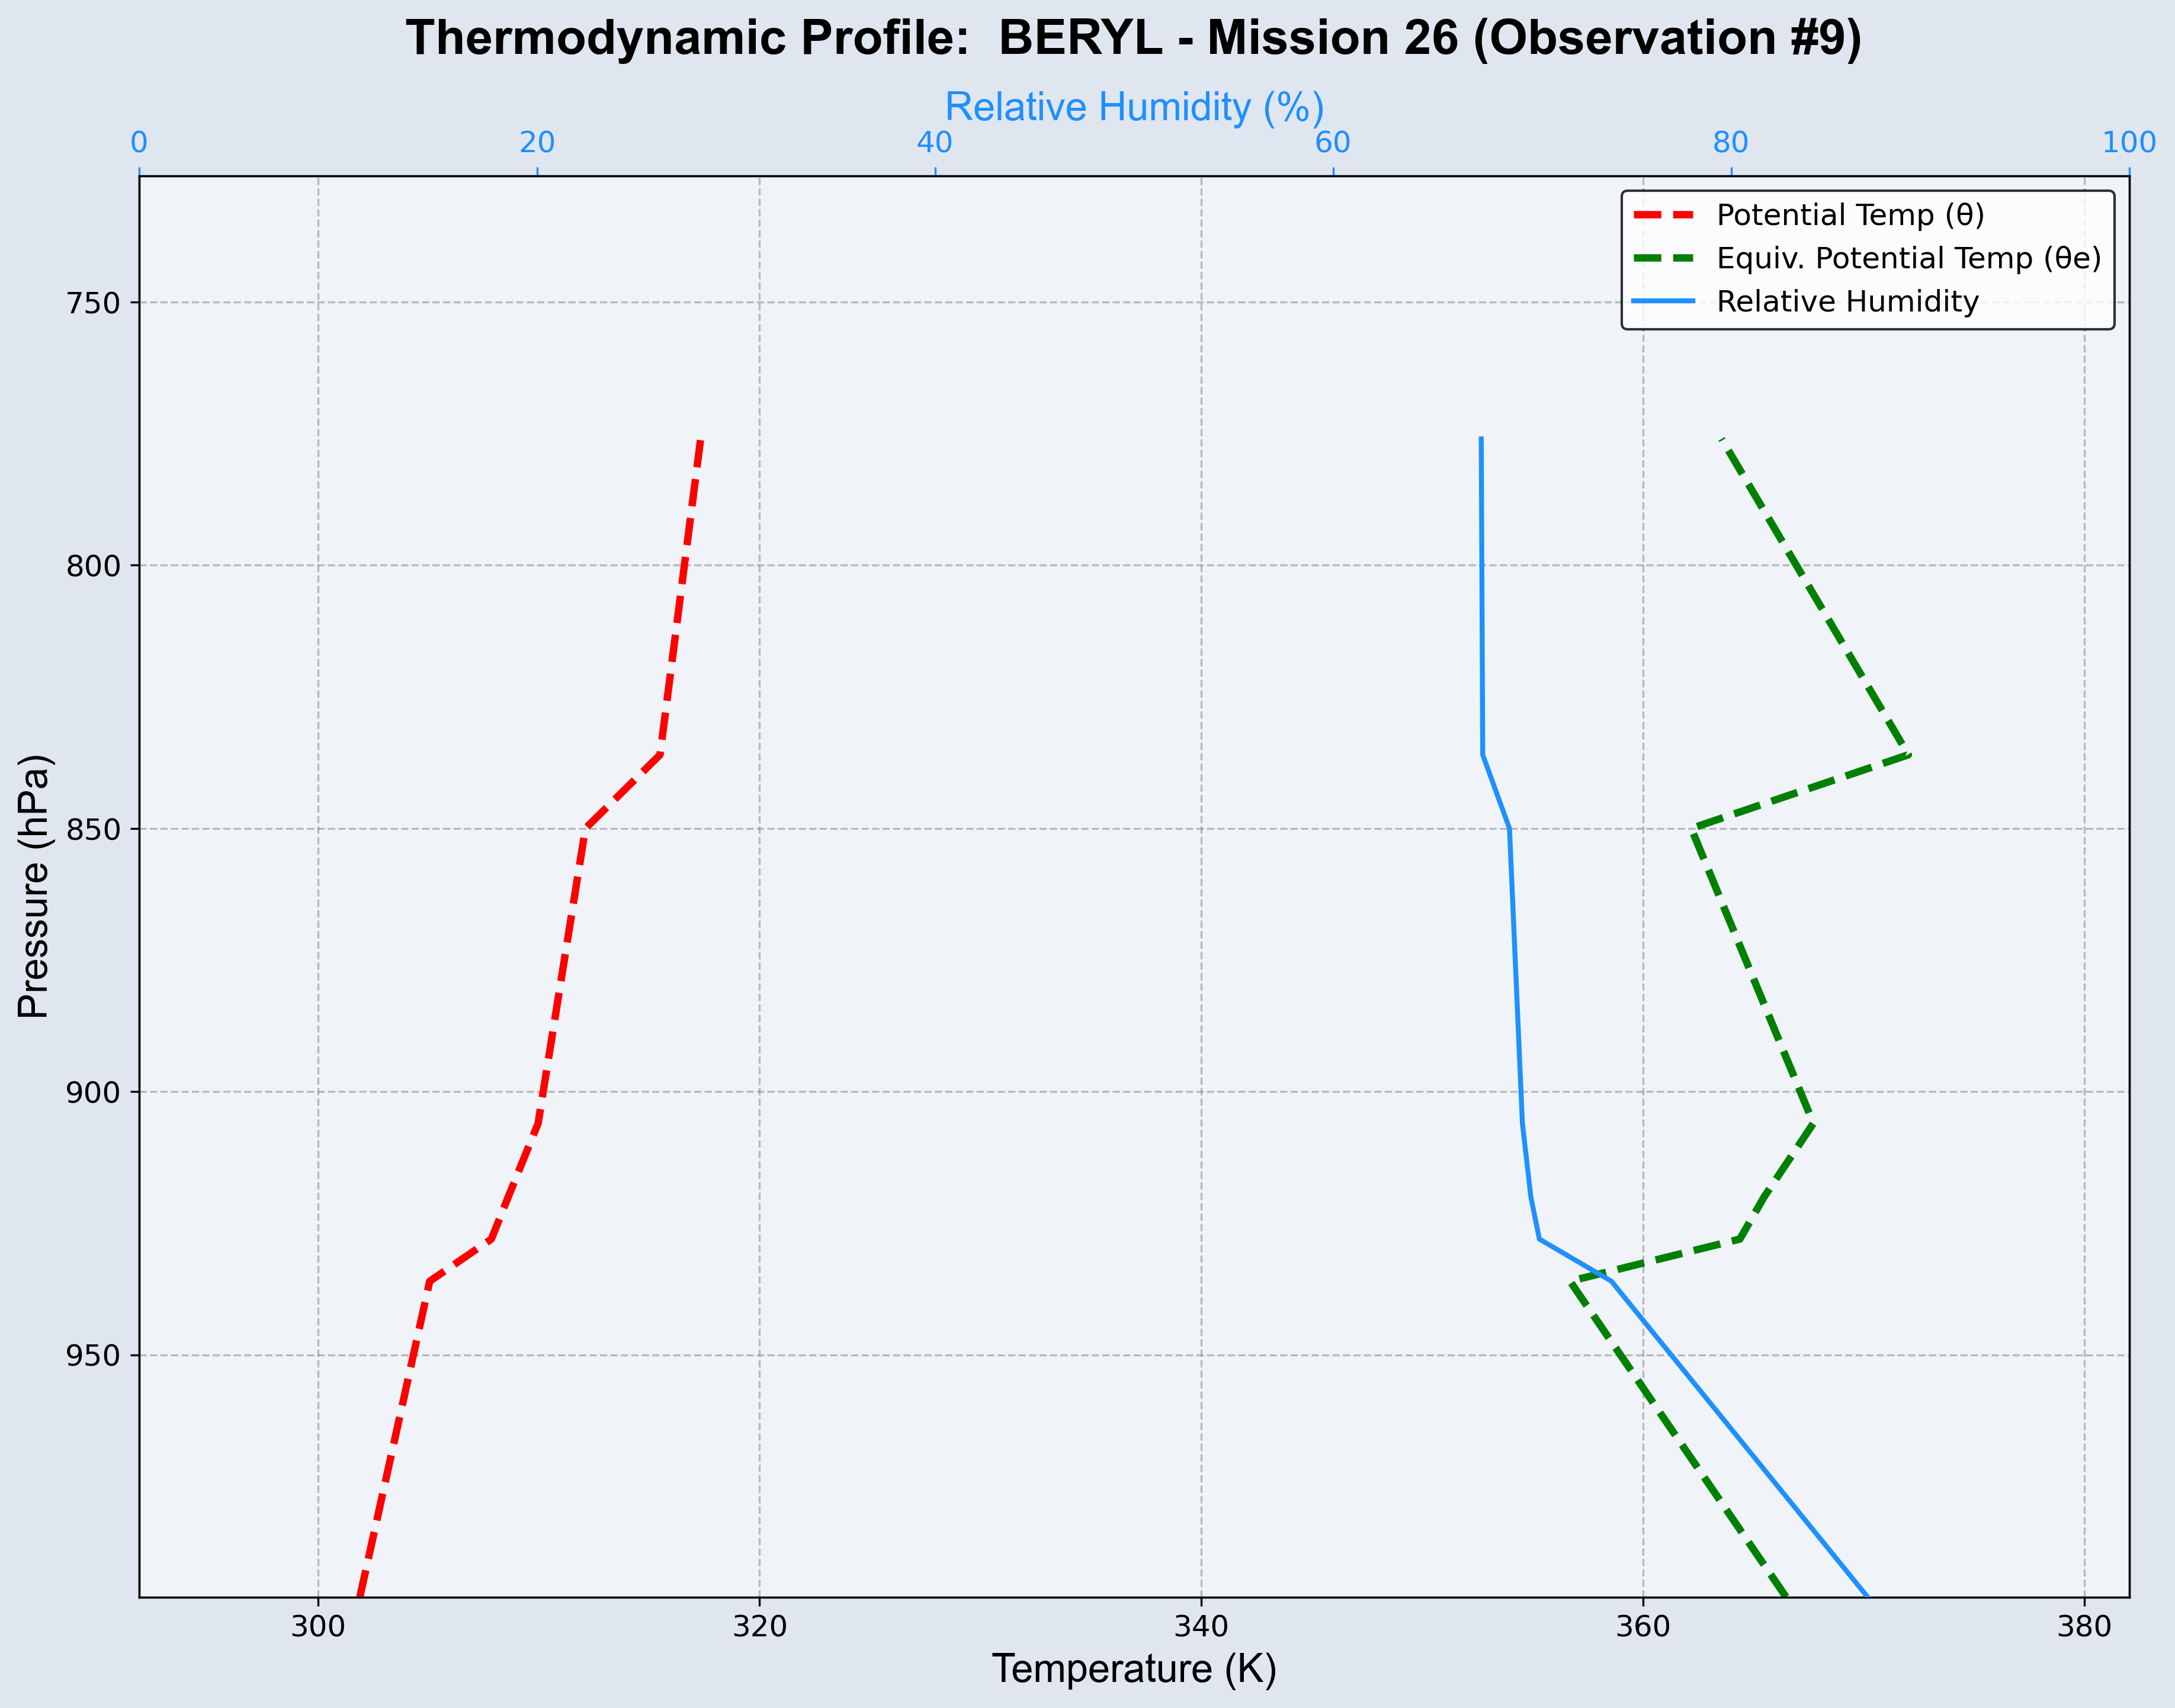 Thermodynamic Profile:  BERYL - Mission 26 (Observation #9)
Relative Humidity (%)
0 20 40 60 80 100
Potential Temp (θ)
Equiv. Potential Temp (θe)
Relative Humidity
Pressure (hPa)
750
800
850
900
950
300 320 340 360 380
Temperature (K)